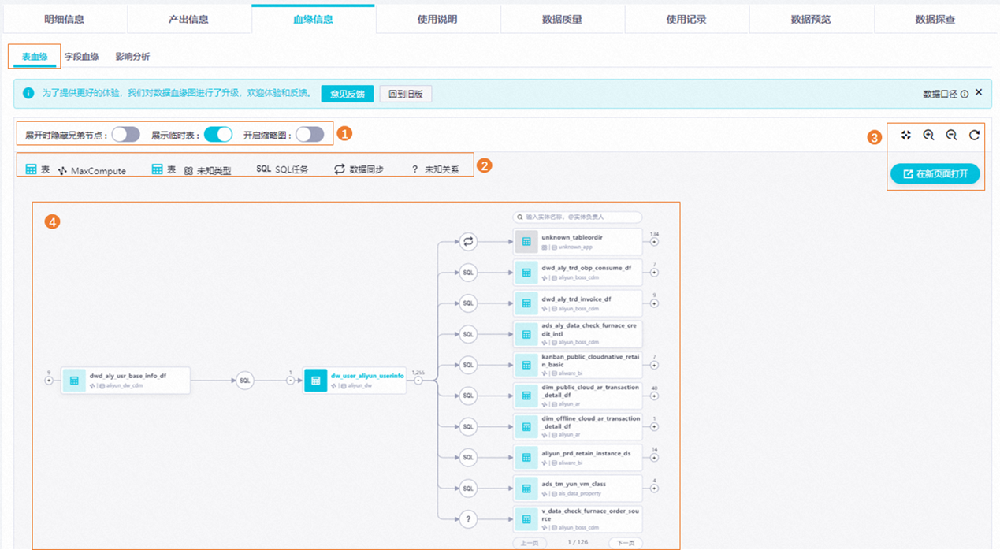 明细信息 产出信息 血缘信息 使用说明 数据质量 使用记录 数据预览 数据探查
表血缘 字段血缘 影响分析
为了提供更好的体验，我们对数据血缘图进行了升级，欢迎体验和反馈。 意见反馈 回到旧版 数据口径
展开时隐藏兄弟节点： 展示临时表： 开启缩略图： 1
3
在新页面打开
表 MaxCompute 表 未知类型 SQL SQL任务 数据同步 ? 未知关系 2
4
输入实体名称、@实体负责人
unknown_tableordir 134
unknown_app
SQL dwd_aly_trd_obp_consume_df 7
aliyun_boss_cdm
SQL dwd_aly_trd_invoice_df 9
aliyun_boss_cdm
SQL ads_aly_data_check_furnace_cre
dit_intl
aliyun_boss_cdm
SQL kanban_public_cloudnative_retai
n_basic 7
aliware_bi
9 dwd_aly_usr_base_info_df
aliyun_dw_cdm
SQL
1 dw_user_aliyun_userinfo 1,255
aliyun_dw
SQL dim_public_cloud_ar_transaction
_detail_df 40
aliyun_ar
SQL dim_offline_cloud_ar_transaction
_detail_df 1
aliyun_ar
SQL aliyun_prd_retain_instance_ds 14
aliware_bi
SQL ads_tm_yun_vm_class 4
ais_data_property
? v_data_check_furnace_order_sou
rce
aliyun_boss_cdm
上一页 1 / 126 下一页